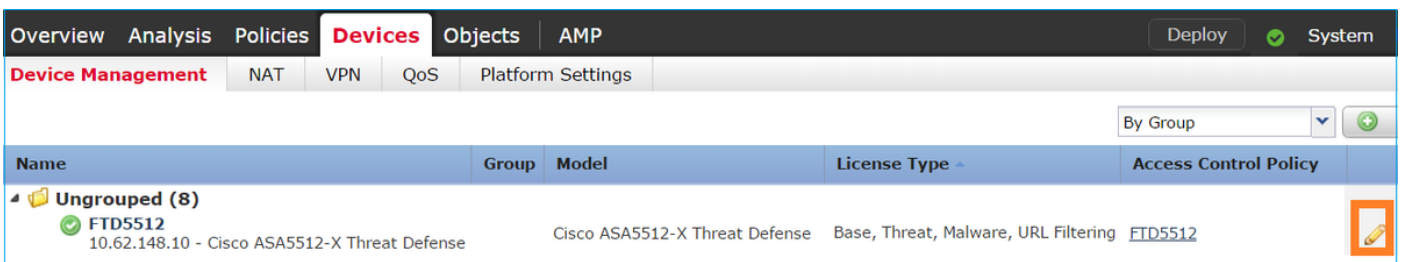 Overview Analysis Policies Devices Objects AMP Deploy System
Device Management NAT VPN QoS Platform Settings
By Group
Name Group Model License Type Access Control Policy
Ungrouped (8)
FTD5512
10.62.148.10 - Cisco ASA5512-X Threat Defense Cisco ASA5512-X Threat Defense Base, Threat, Malware, URL Filtering FTD5512